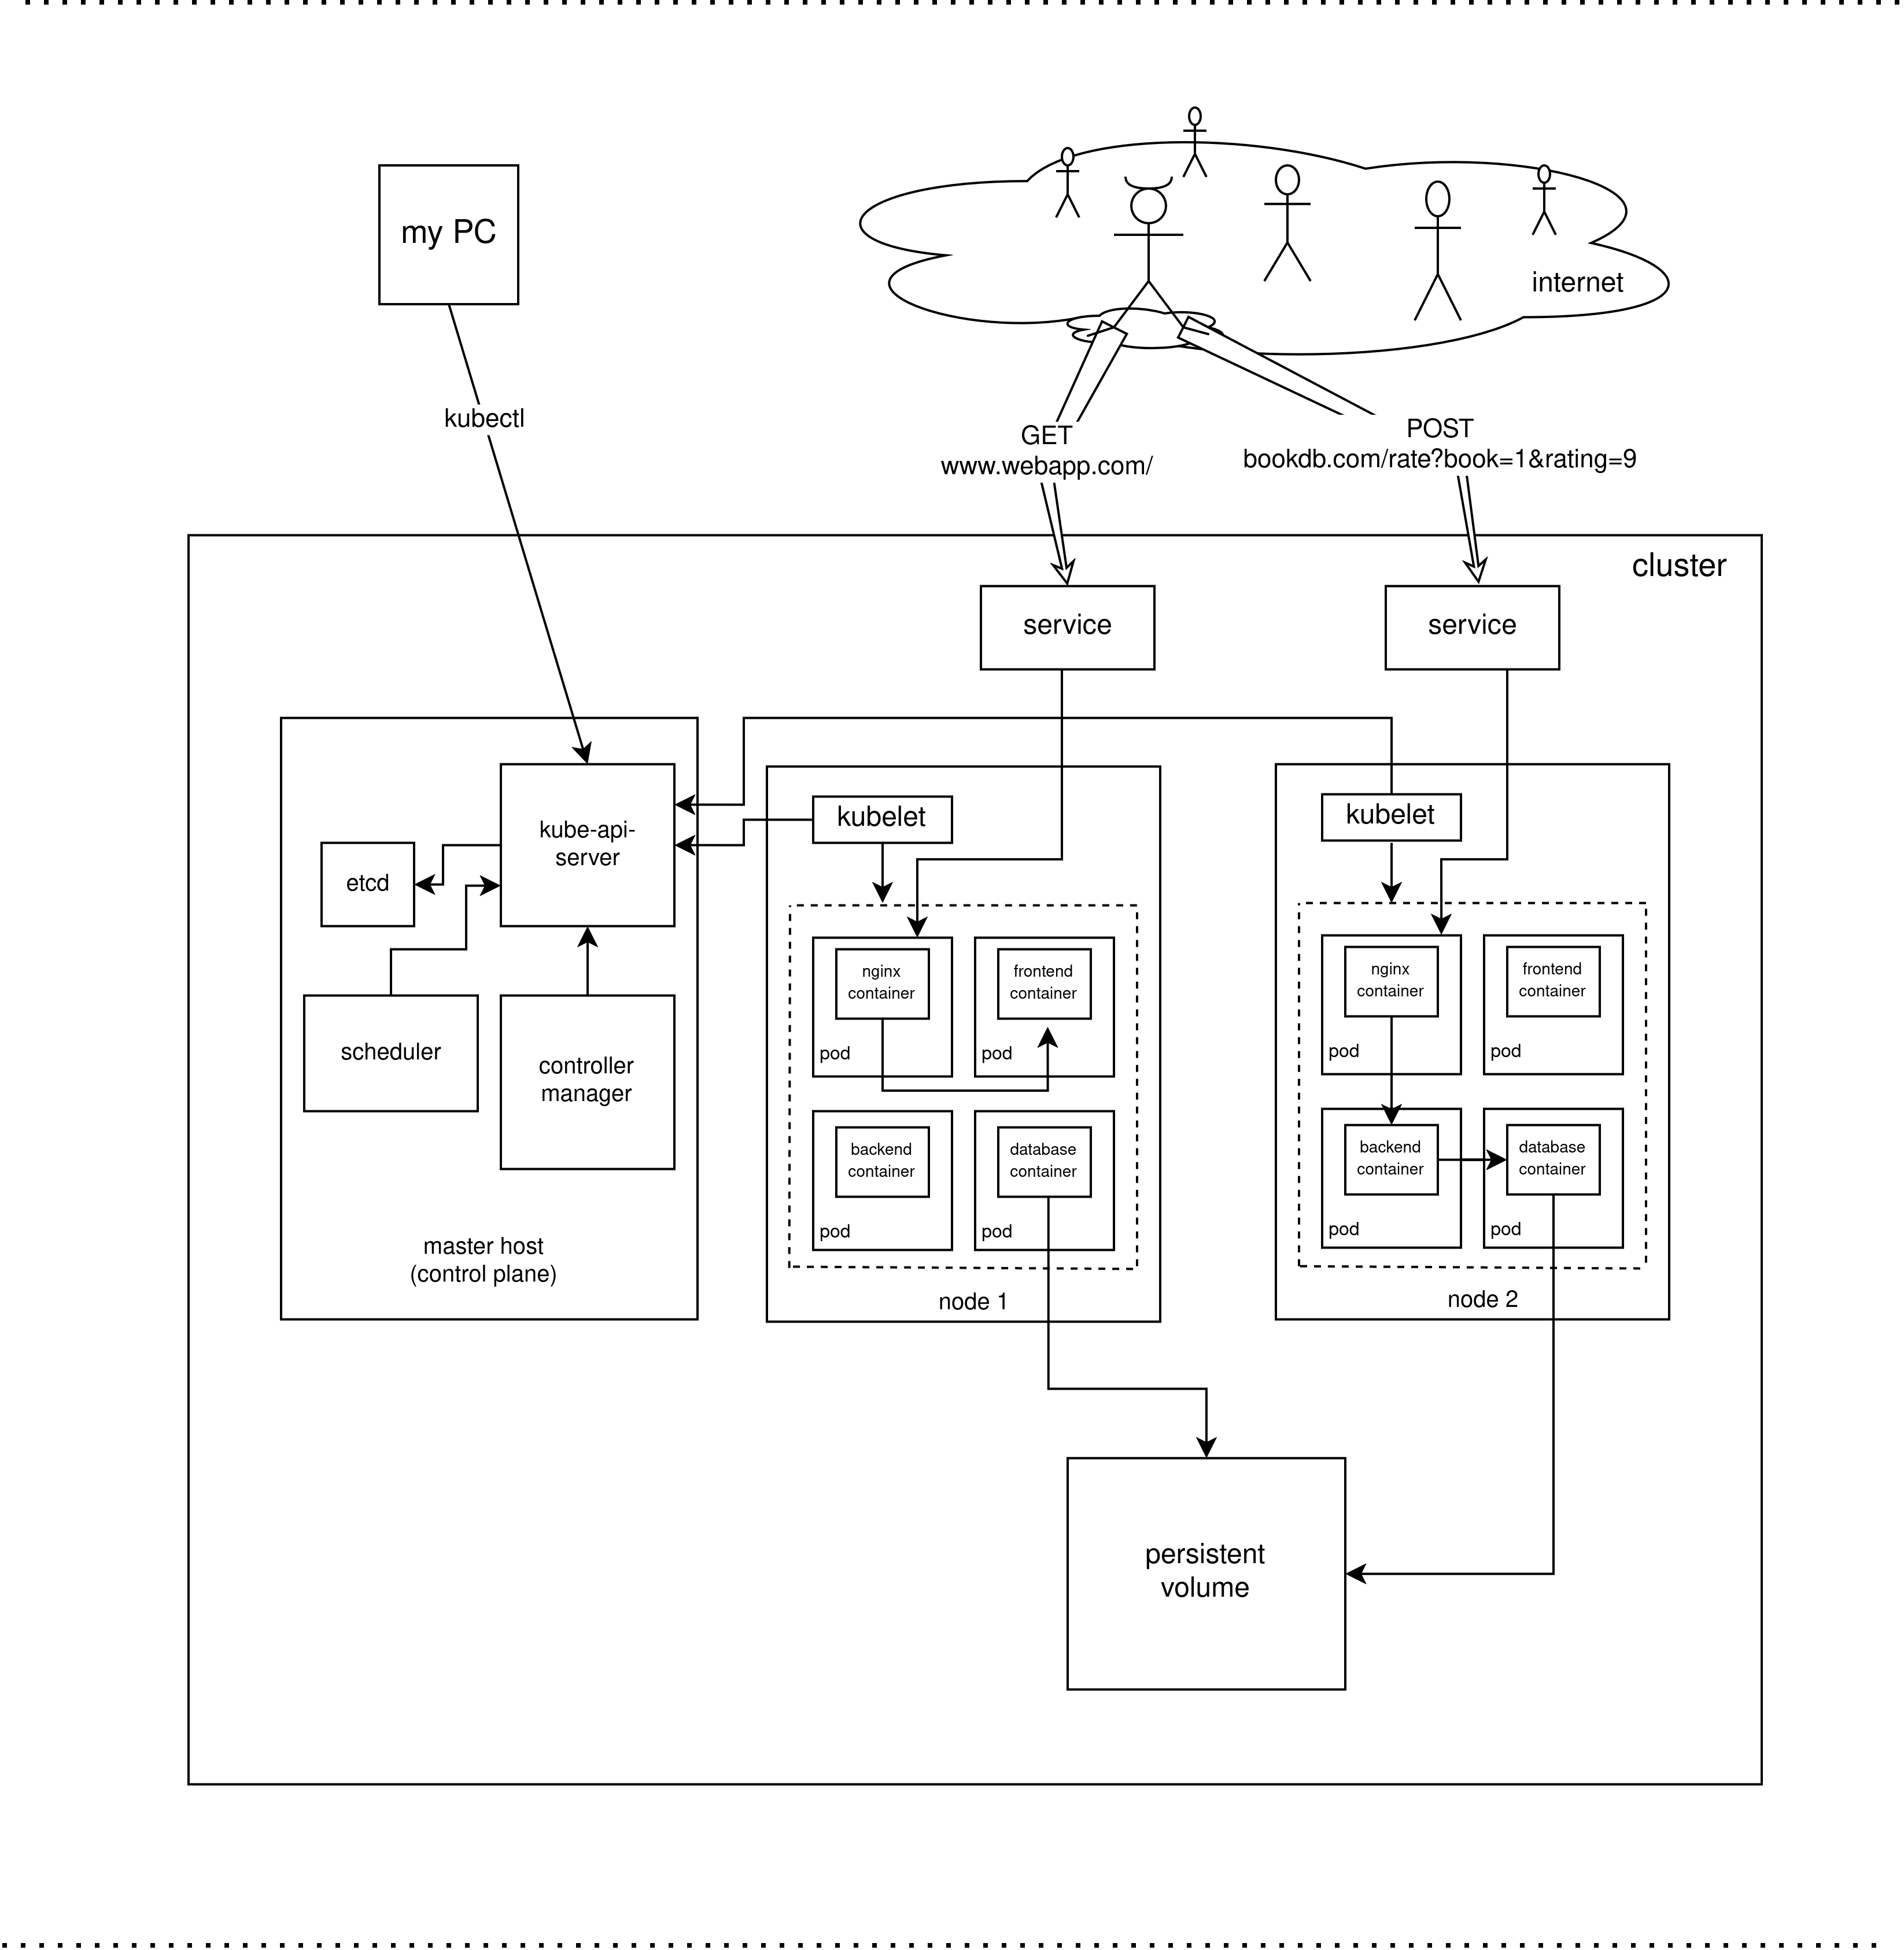 my PC
internet
kubectl
GET
www.webapp.com/
POST
bookdb.com/rate?book=1&rating=9
cluster
service
service
kube-api-
server
etcd
scheduler
controller
manager
master host
(control plane)
kubelet
nginx
container
pod
frontend
container
pod
backend
container
pod
database
container
pod
node 1
kubelet
nginx
container
pod
frontend
container
pod
backend
container
pod
database
container
pod
node 2
persistent
volume